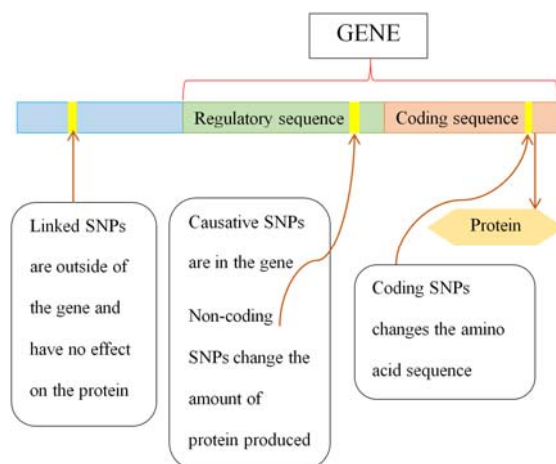 GENE
Regulatory sequence
Coding sequence
Protein
Linked SNPs
are outside of
the gene and
have no effect
on the protein
Causative SNPs
are in the gene
Non-coding
SNPs change the
amount of
protein produced
Coding SNPs
changes the amino
acid sequence